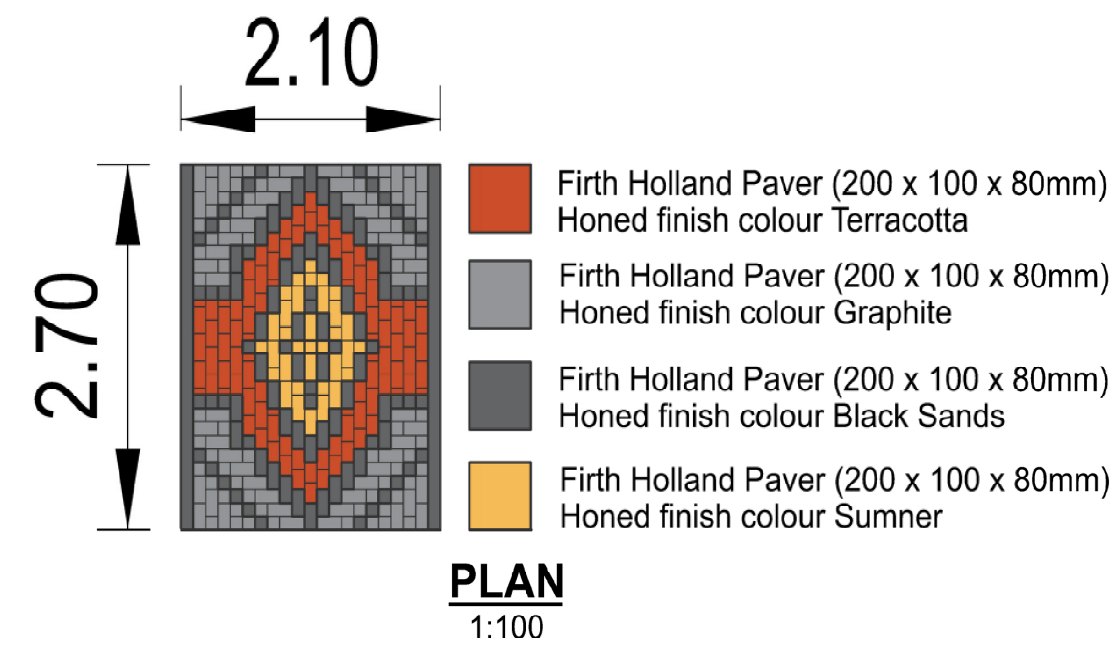 2.10
2.70
Firth Holland Paver (200 x 100 x 80mm)
Honed finish colour Terracotta
Firth Holland Paver (200 x 100 x 80mm)
Honed finish colour Graphite
Firth Holland Paver (200 x 100 x 80mm)
Honed finish colour Black Sands
Firth Holland Paver (200 x 100 x 80mm)
Honed finish colour Sumner
PLAN
1:100